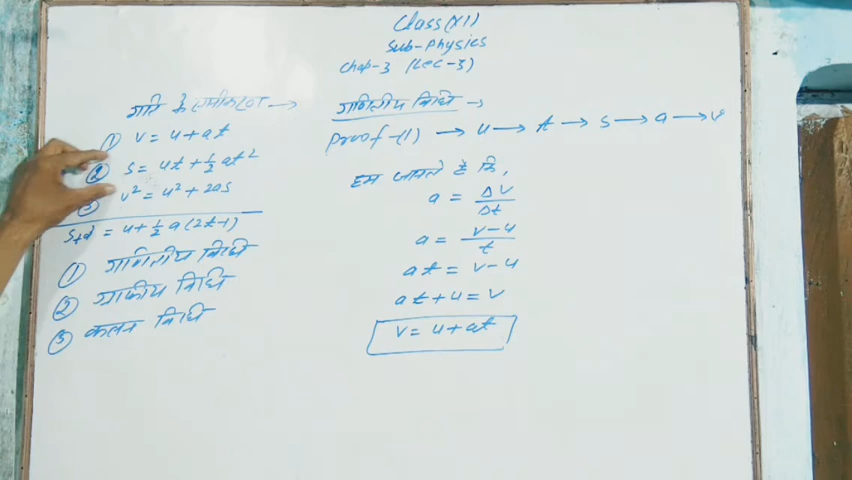 Class (XI)
Sub-Physics
Chap-3 (Lec-3)
गति के समीकरण →
① v = u + at
② s = ut + 1/2 at²
③ v² = u² + 2as
= u + 1/2 a (2t-1)
① गणितीय विधि
② ग्राफीय विधि
③ कलन विधि
गणितीय विधि →
Proof-(1) → u → t → s → a → v
हम जानते है कि,
a = Δv/Δt
a = v-u/t
at = v-u
at + u = v
v = u + at